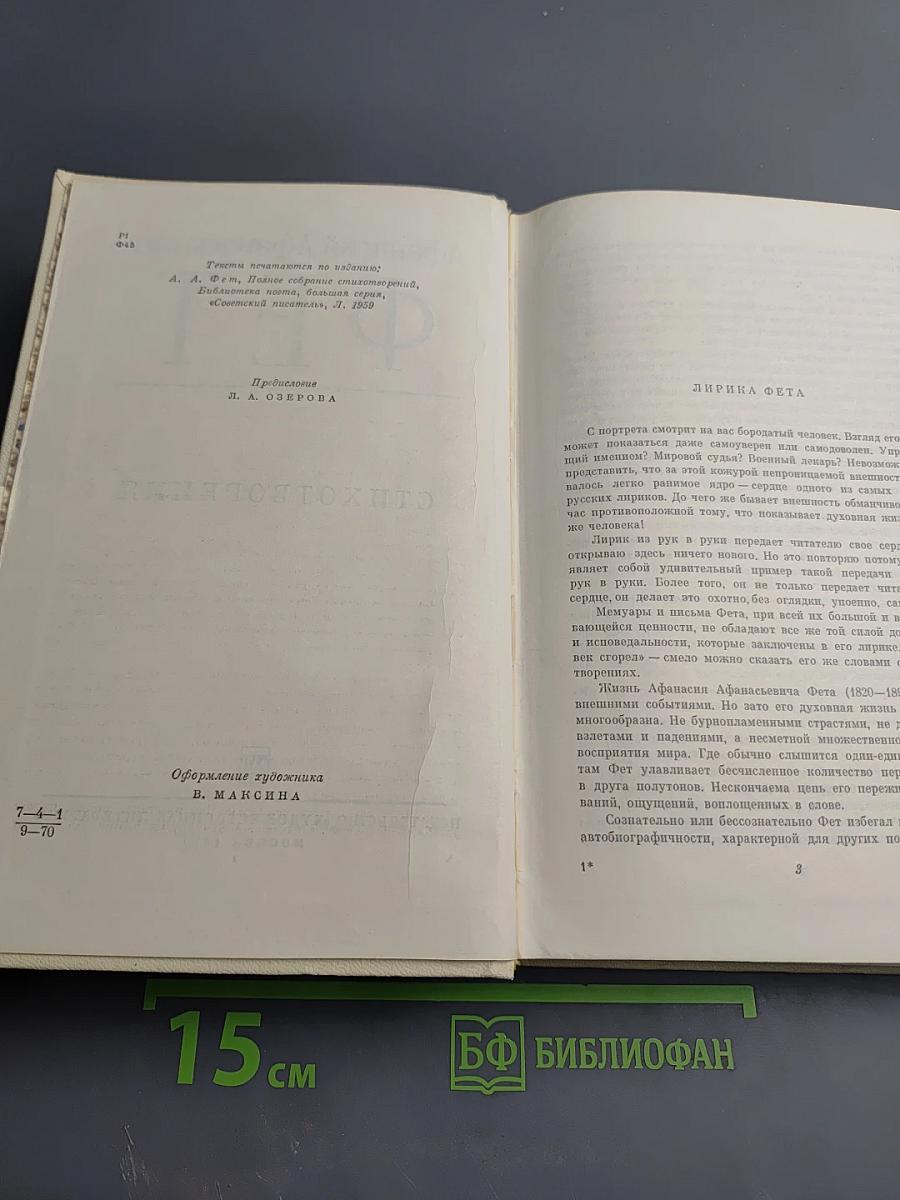 Р1
Ф45
Тексты печатаются по изданию:
А. А. Фет, Полное собрание стихотворений,
Библиотека поэта, большая серия,
«Советский писатель», Л. 1959
Предисловие
Л. А. ОЗЕРОВА
Оформление художника
В. МАКСИНА
7—4—1
9—70
ЛИРИКА ФЕТА
С портрета смотрит на вас бородатый человек. Взгляд его
может показаться даже самоуверен или самодоволен. Упр
щий имением? Мировой судья? Военный лекарь? Невозмож
представить, что за этой кожурой непроницаемой внешност
валось легко ранимое ядро — сердце одного из самых
русских лириков. До чего же бывает внешность обманчиво
час противоположной тому, что показывает духовная жиз
же человека!
Лирик из рук в руки передает читателю свое серд
открываю здесь ничего нового. Но это повторяю потому
являет собой удивительный пример такой передачи
рук в руки. Более того, он не только передает чита
сердце, он делает это охотно, без оглядки, упоенно, сам
Мемуары и письма Фета, при всей их большой и в
вающейся ценности, не обладают все же той силой до
и исповедальности, которые заключены в его лирике.
век сгорел» — смело можно сказать его же словами о
творениях.
Жизнь Афанасия Афанасьевича Фета (1820—189
внешними событиями. Но зато его духовная жизнь
многообразна. Не бурнопламенными страстями, не д
взлетами и падениями, а несметной множественно
восприятия мира. Где обычно слышится один-един
там Фет улавливает бесчисленное количество пер
в друга полутонов. Нескончаема цепь его пережи
ваний, ощущений, воплощенных в слове.
Сознательно или бессознательно Фет избегал
автобиографичности, характерной для других по
1*
3
15 см
БФ БИБЛИОФАН